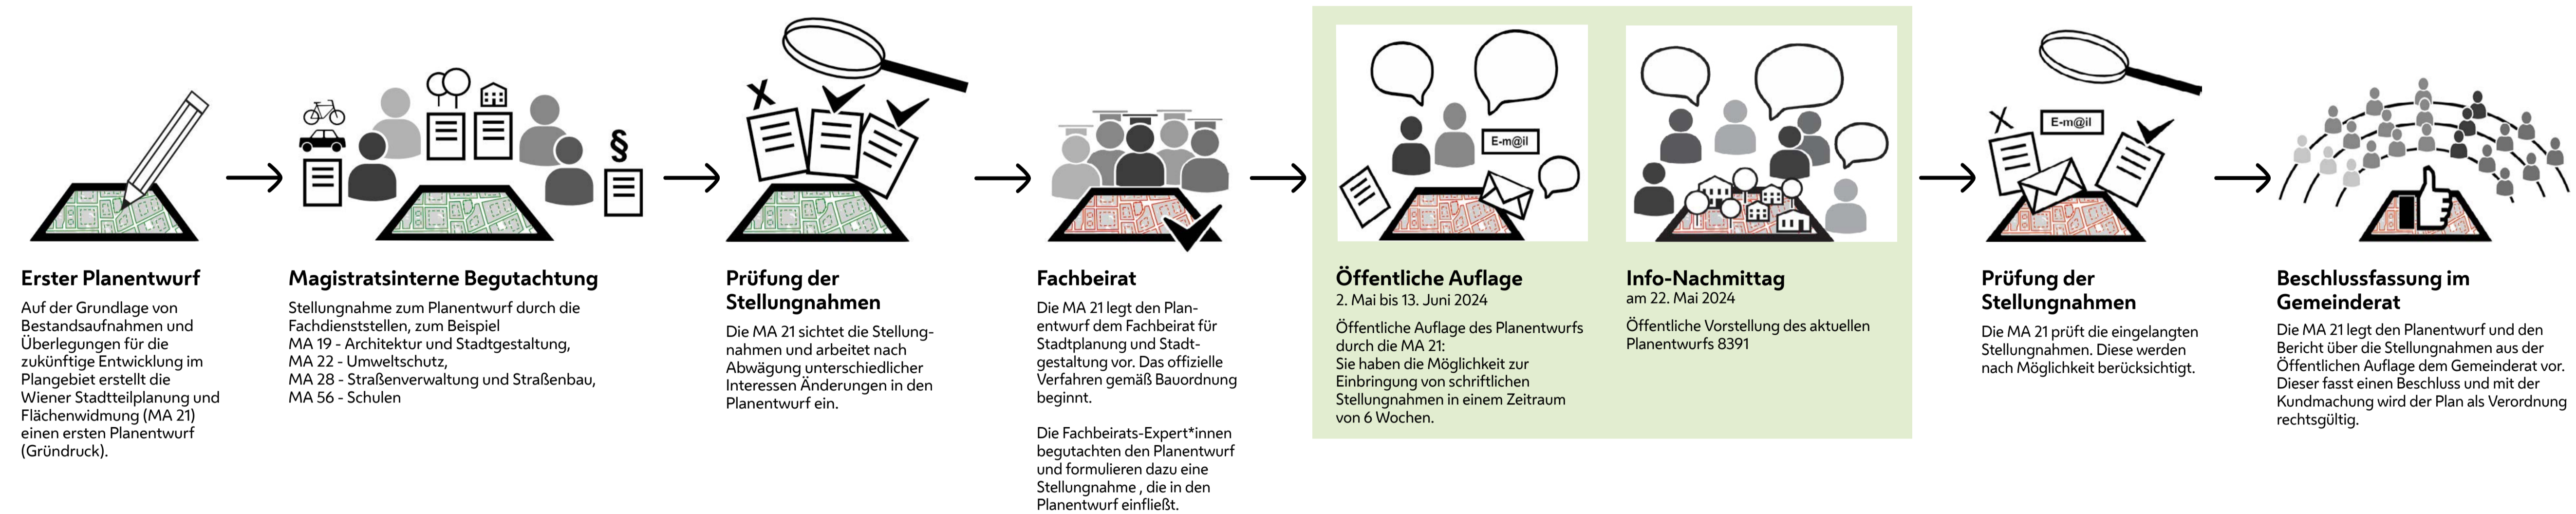 §
E-m@il
E-m@il
Erster Planentwurf
Auf der Grundlage von
Bestandsaufnahmen und
Überlegungen für die
zukünftige Entwicklung im
Plangebiet erstellt die
Wiener Stadtteilplanung und
Flächenwidmung (MA 21)
einen ersten Planentwurf
(Gründruck).
Magistratsinterne Begutachtung
Stellungnahme zum Planentwurf durch die
Fachdienststellen, zum Beispiel
MA 19 - Architektur und Stadtgestaltung,
MA 22 - Umweltschutz,
MA 28 - Straßenverwaltung und Straßenbau,
MA 56 - Schulen
Prüfung der
Stellungnahmen
Die MA 21 sichtet die Stellung-
nahmen und arbeitet nach
Abwägung unterschiedlicher
Interessen Änderungen in den
Planentwurf ein.
Fachbeirat
Die MA 21 legt den Plan-
entwurf dem Fachbeirat für
Stadtplanung und Stadt-
gestaltung vor. Das offizielle
Verfahren gemäß Bauordnung
beginnt.
Die Fachbeirats-Expert*innen
begutachten den Planentwurf
und formulieren dazu eine
Stellungnahme , die in den
Planentwurf einfließt.
Öffentliche Auflage
2. Mai bis 13. Juni 2024
Öffentliche Auflage des Planentwurfs
durch die MA 21:
Sie haben die Möglichkeit zur
Einbringung von schriftlichen
Stellungnahmen in einem Zeitraum
von 6 Wochen.
Info-Nachmittag
am 22. Mai 2024
Öffentliche Vorstellung des aktuellen
Planentwurfs 8391
Prüfung der
Stellungnahmen
Die MA 21 prüft die eingelangten
Stellungnahmen. Diese werden
nach Möglichkeit berücksichtigt.
Beschlussfassung im
Gemeinderat
Die MA 21 legt den Planentwurf und den
Bericht über die Stellungnahmen aus der
Öffentlichen Auflage dem Gemeinderat vor.
Dieser fasst einen Beschluss und mit der
Kundmachung wird der Plan als Verordnung
rechtsgültig.